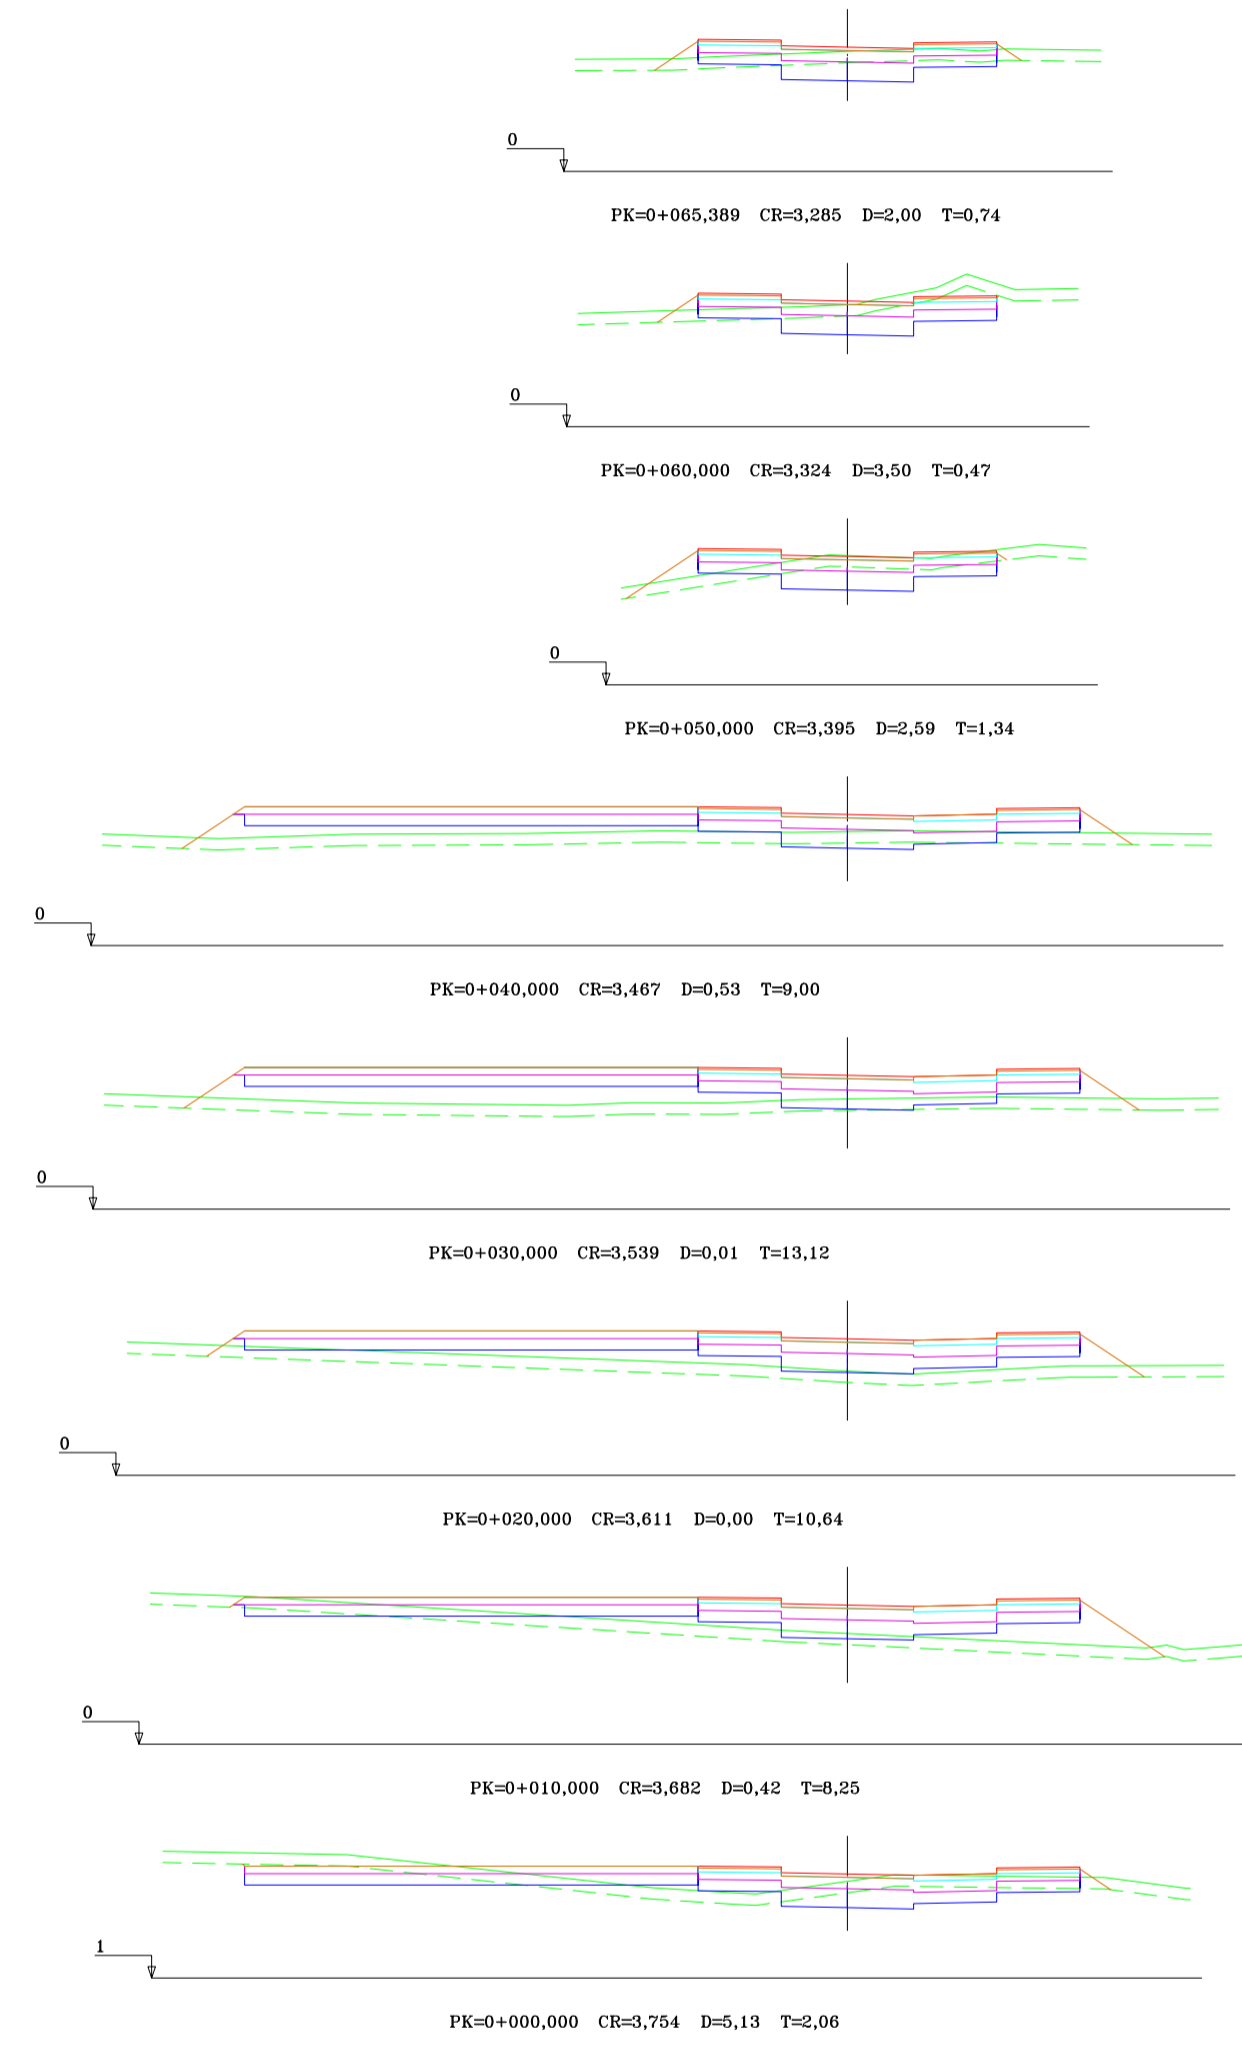 0
PK=0+065,389 CR=3,285 D=2,00 T=0,74
0
PK=0+060,000 CR=3,324 D=3,50 T=0,47
0
PK=0+050,000 CR=3,395 D=2,59 T=1,34
0
PK=0+040,000 CR=3,467 D=0,53 T=9,00
0
PK=0+030,000 CR=3,539 D=0,01 T=13,12
0
PK=0+020,000 CR=3,611 D=0,00 T=10,64
0
PK=0+010,000 CR=3,682 D=0,42 T=8,25
1
PK=0+000,000 CR=3,754 D=5,13 T=2,06